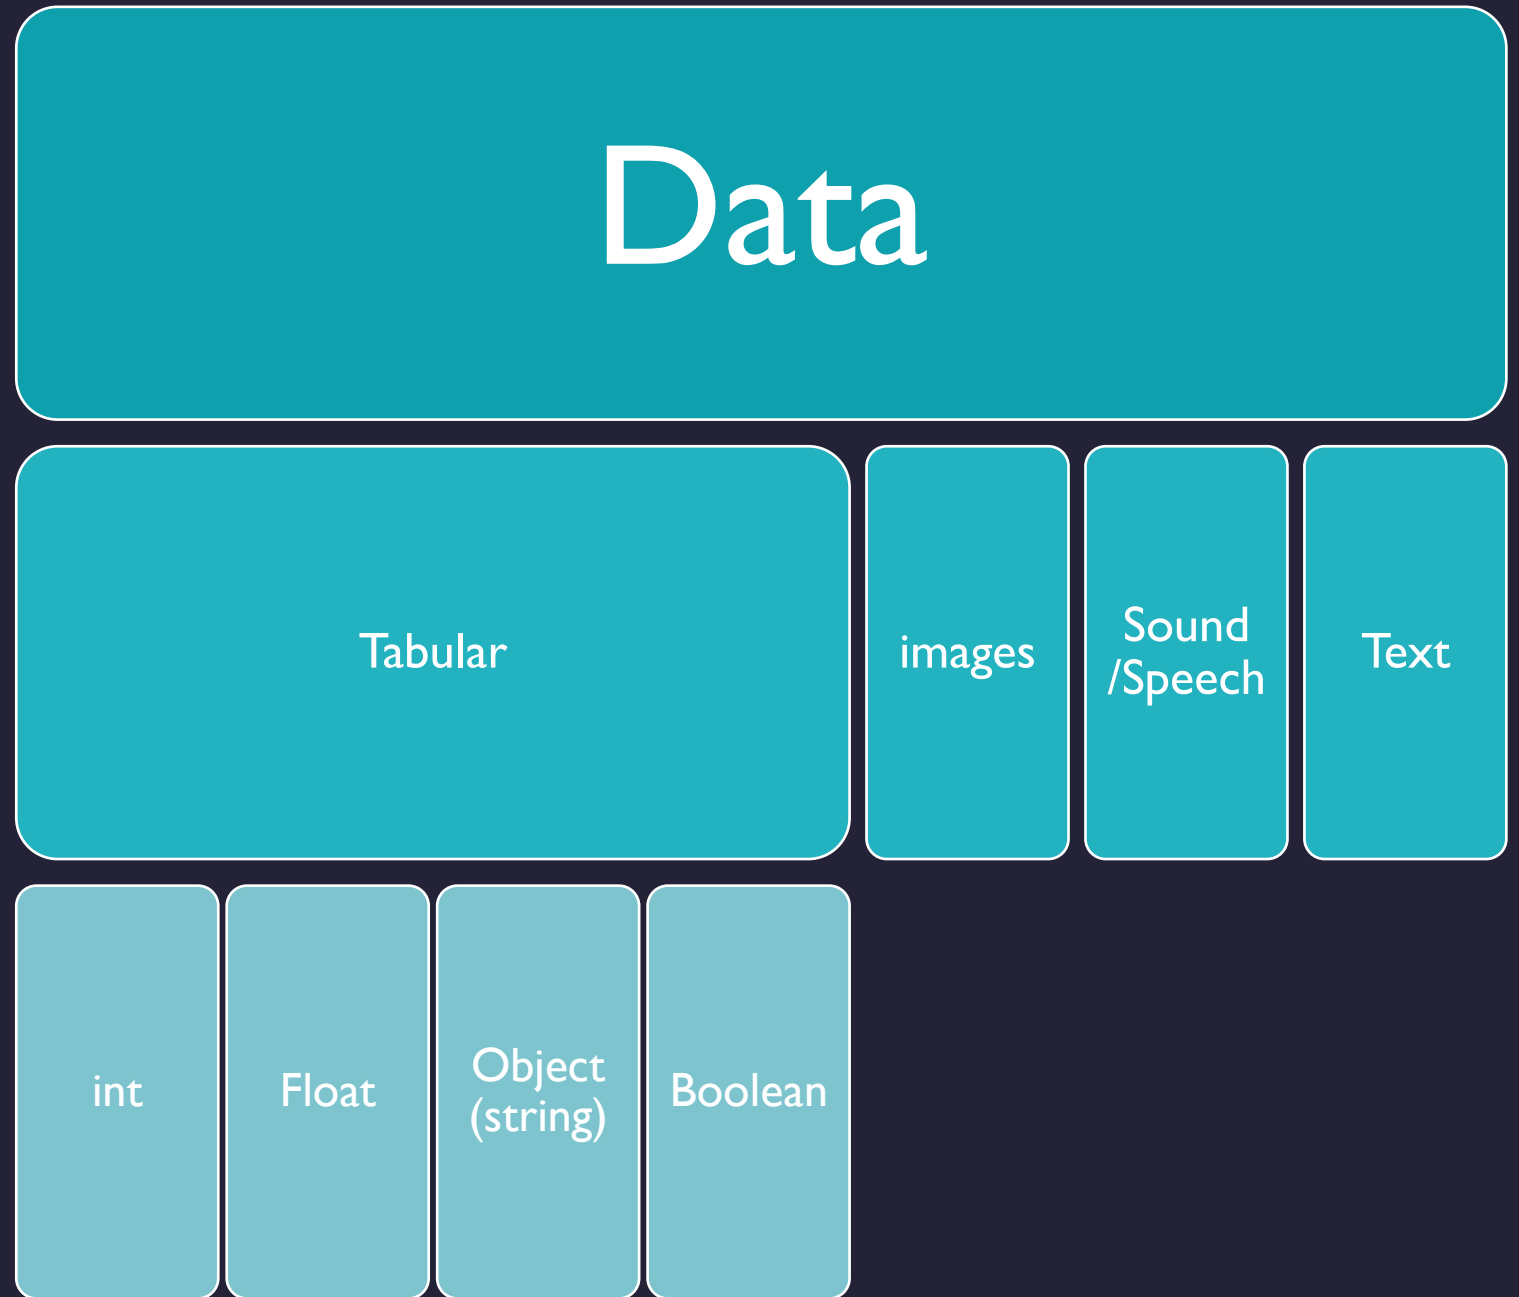 Data
Tabular
images
Sound
/Speech
Text
int
Float
Object
(string)
Boolean